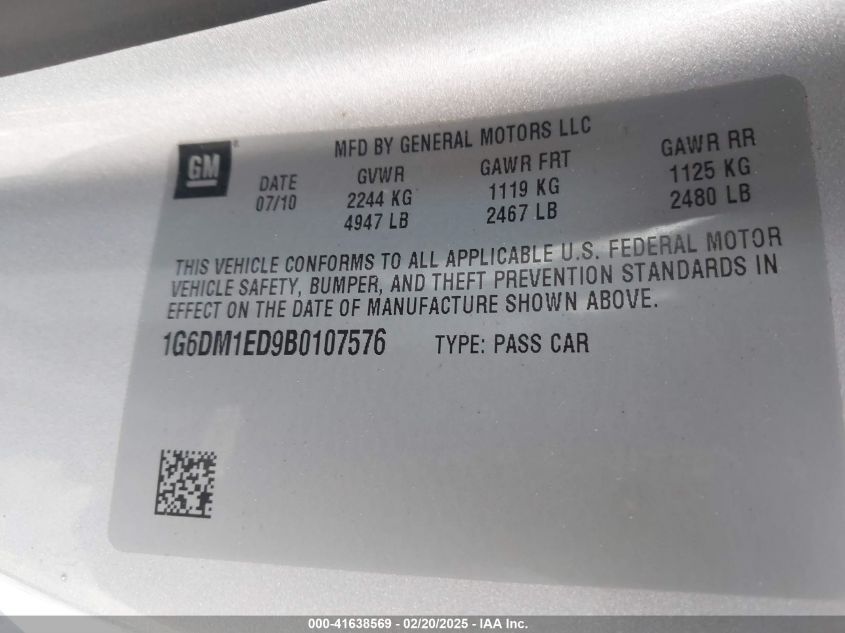 MFD BY GENERAL MOTORS LLC
GM®
DATE GVWR GAWR FRT GAWR RR
07/10 2244 KG 1119 KG 1125 KG
4947 LB 2467 LB 2480 LB
THIS VEHICLE CONFORMS TO ALL APPLICABLE U.S. FEDERAL MOTOR
VEHICLE SAFETY, BUMPER, AND THEFT PREVENTION STANDARDS IN
EFFECT ON THE DATE OF MANUFACTURE SHOWN ABOVE.
1G6DM1ED9B0107576 TYPE: PASS CAR
000-41638569 - 02/20/2025 - IAA Inc.